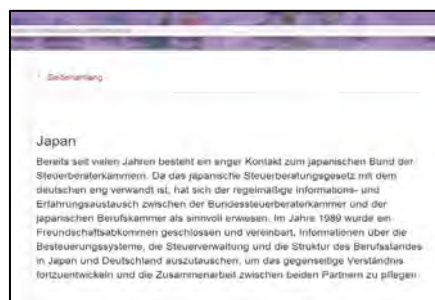 Seitenanfang
Japan
Bereits seit vielen Jahren besteht ein enger Kontakt zum japanischen Bund der
Steuerberaterkammern. Da das japanische Steuerberatungsgesetz mit dem
deutschen eng verwandt ist, hat sich der regelmäßige Informations- und
Erfahrungsaustausch zwischen der Bundessteuerberaterkammer und der
japanischen Berufskammer als sinnvoll erwiesen. Im Jahre 1989 wurde ein
Freundschaftsabkommen geschlossen und vereinbart, Informationen über die
Besteuerungssysteme, die Steuerverwaltung und die Struktur des Berufsstandes
in Japan und Deutschland auszutauschen, um das gegenseitige Verständnis
fortzuentwickeln und die Zusammenarbeit zwischen beiden Partnern zu pflegen